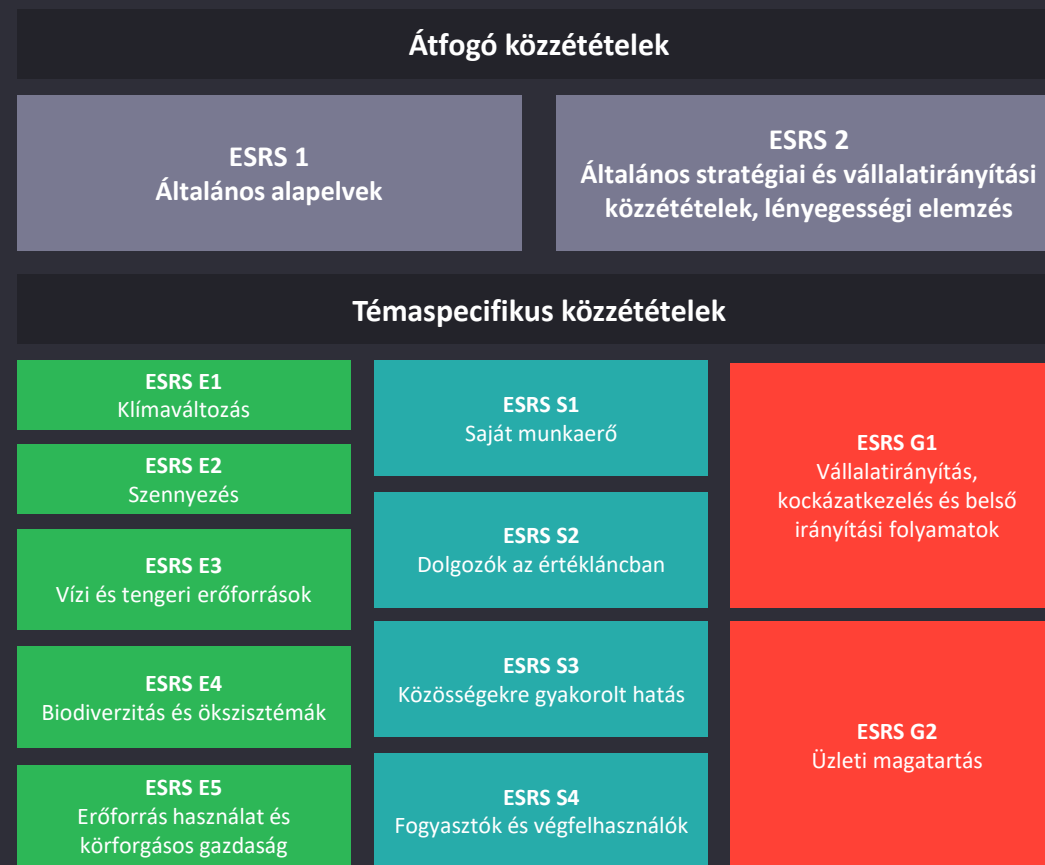 Átfogó közzétételek
ESRS 1
Általános alapelvek
ESRS 2
Általános stratégiai és vállalatirányítási
közzétételek, lényegességi elemzés
Témaspecifikus közzétételek
ESRS E1
Klímaváltozás
ESRS E2
Szennyezés
ESRS E3
Vízi és tengeri erőforrások
ESRS E4
Biodiverzitás és ökszisztémák
ESRS E5
Erőforrás használat és
körforgásos gazdaság
ESRS S1
Saját munkaerő
ESRS S2
Dolgozók az értékláncban
ESRS S3
Közösségekre gyakorolt hatás
ESRS S4
Fogyasztók és végfelhasználók
ESRS G1
Vállalatirányítás,
kockázatkezelés és belső
irányítási folyamatok
ESRS G2
Üzleti magatartás